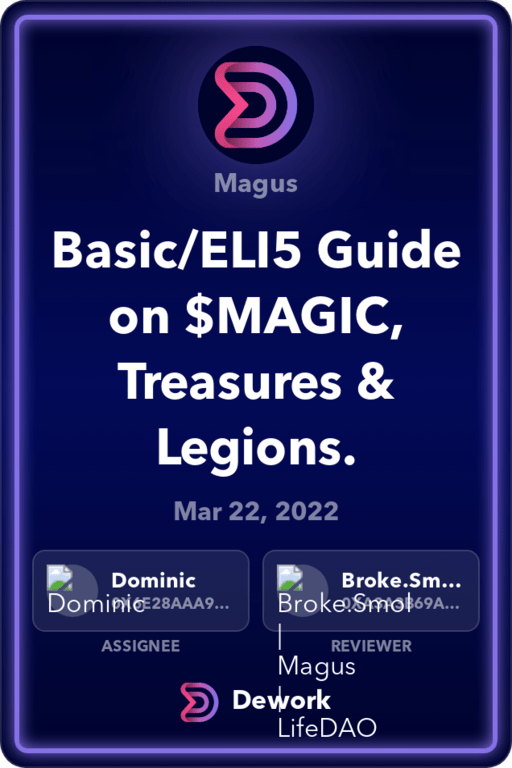 Magus
Basic/ELI5 Guide
on $MAGIC,
Treasures &
Legions.
Mar 22, 2022
Dominic
Dominic
ASSIGNEE
Broke.Sm...
Broke.Smol
|
Magus
|
LifeDAO
REVIEWER
Dework